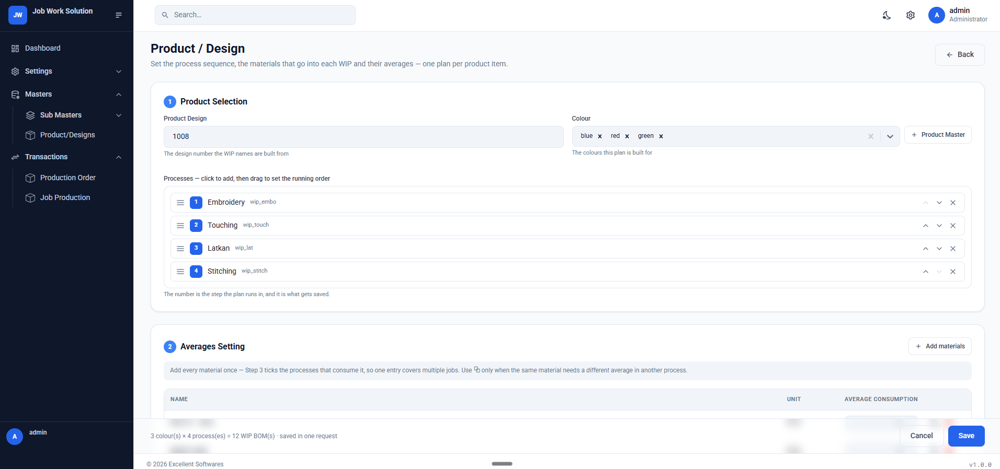 JW
Job Work Solution
Search...
A
admin
Administrator
Dashboard
Settings
Masters
Sub Masters
Product/Designs
Transactions
Production Order
Job Production
A
admin
Product / Design
Set the process sequence, the materials that go into each WIP and their averages — one plan per product item.
Back
1 Product Selection
Product Design
1008
The design number the WIP names are built from
Colour
blue × red × green ×
Product Master
The colours this plan is built for
Processes — click to add, then drag to set the running order
1 Embroidery wip_embo
2 Touching wip_touch
3 Latkan wip_lat
4 Stitching wip_stitch
The number is the step the plan runs in, and it is what gets saved.
2 Averages Setting
+ Add materials
Add every material once — Step 3 ticks the processes that consume it, so one entry covers multiple jobs. Use only when the same material needs a different average in another process.
NAME UNIT AVERAGE CONSUMPTION
3 colour(s) × 4 process(es) = 12 WIP BOM(s) · saved in one request
Cancel
Save
© 2026 Excellent Softwares
v1.0.0